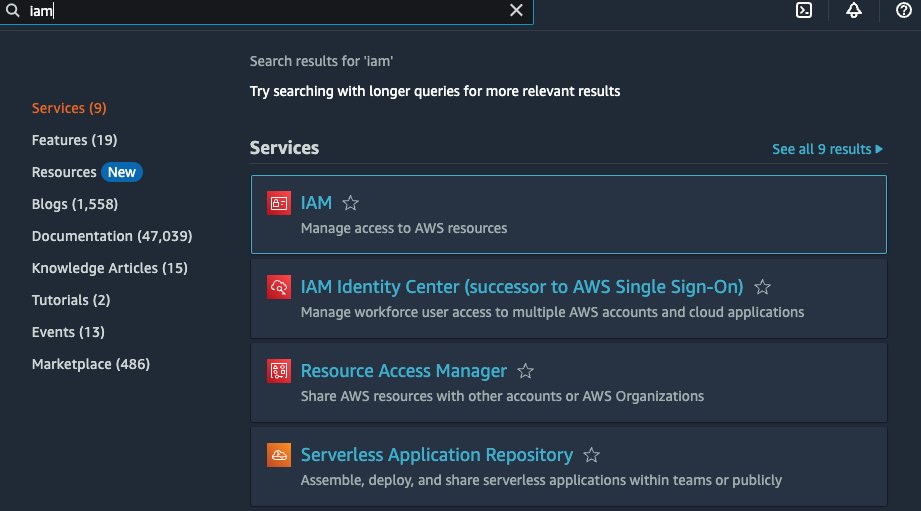 iam
Search results for 'iam'
Try searching with longer queries for more relevant results
Services (9)
Features (19)
Resources New
Blogs (1,558)
Documentation (47,039)
Knowledge Articles (15)
Tutorials (2)
Events (13)
Marketplace (486)
Services
See all 9 results
IAM
Manage access to AWS resources
IAM Identity Center (successor to AWS Single Sign-On)
Manage workforce user access to multiple AWS accounts and cloud applications
Resource Access Manager
Share AWS resources with other accounts or AWS Organizations
Serverless Application Repository
Assemble, deploy, and share serverless applications within teams or publicly